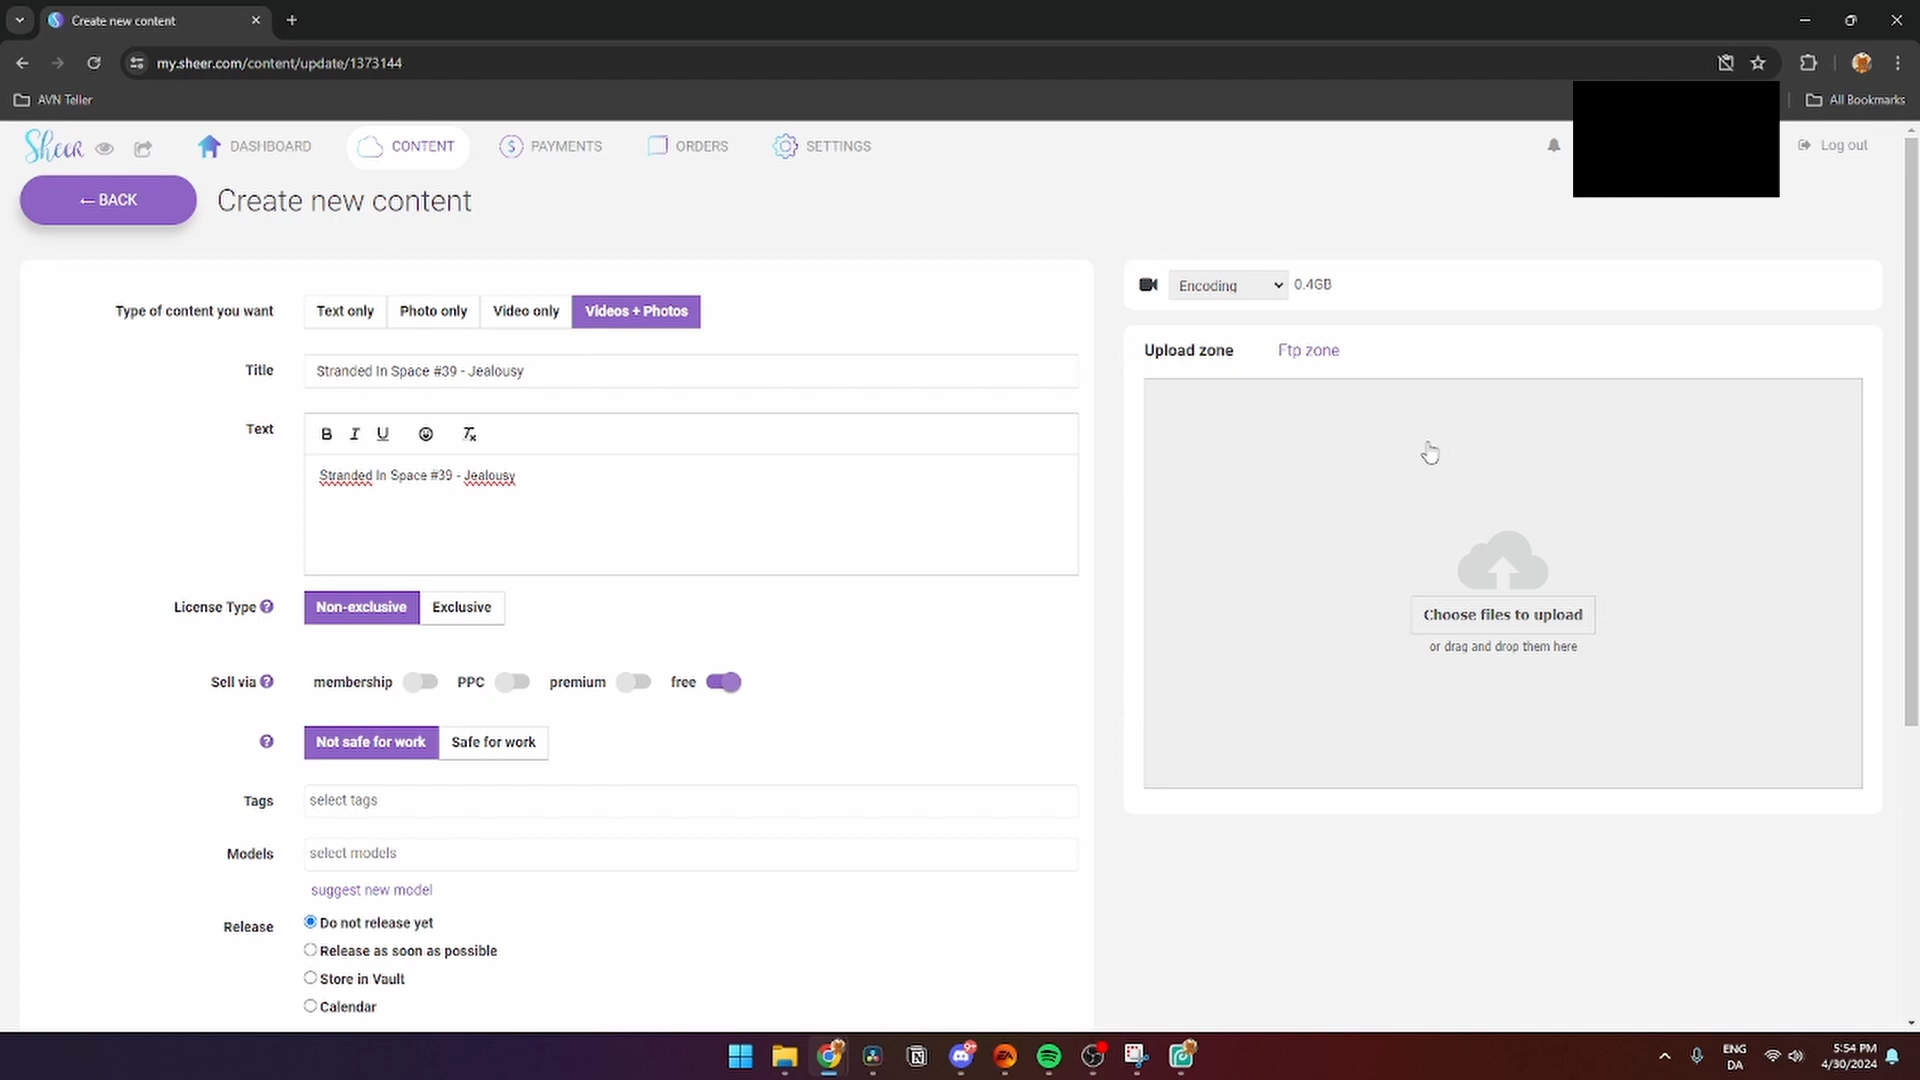 Create new content
my.sheer.com/content/update/1373144
AVN Teller
All Bookmarks
Sheer
DASHBOARD
CONTENT
$ PAYMENTS
ORDERS
SETTINGS
Log out
← BACK
Create new content
Type of content you want
Text only
Photo only
Video only
Videos + Photos
Title
Stranded In Space #39 - Jealousy
Text
B I U Tx
Stranded In Space #39 - Jealousy
License Type ?
Non-exclusive
Exclusive
Sell via ?
membership
PPC
premium
free
?
Not safe for work
Safe for work
Tags
select tags
Models
select models
suggest new model
Release
Do not release yet
Release as soon as possible
Store in Vault
Calendar
Encoding
0.4GB
Upload zone
Ftp zone
Choose files to upload
or drag and drop them here
9+
EA
ENG
DA
5:54 PM
4/30/2024